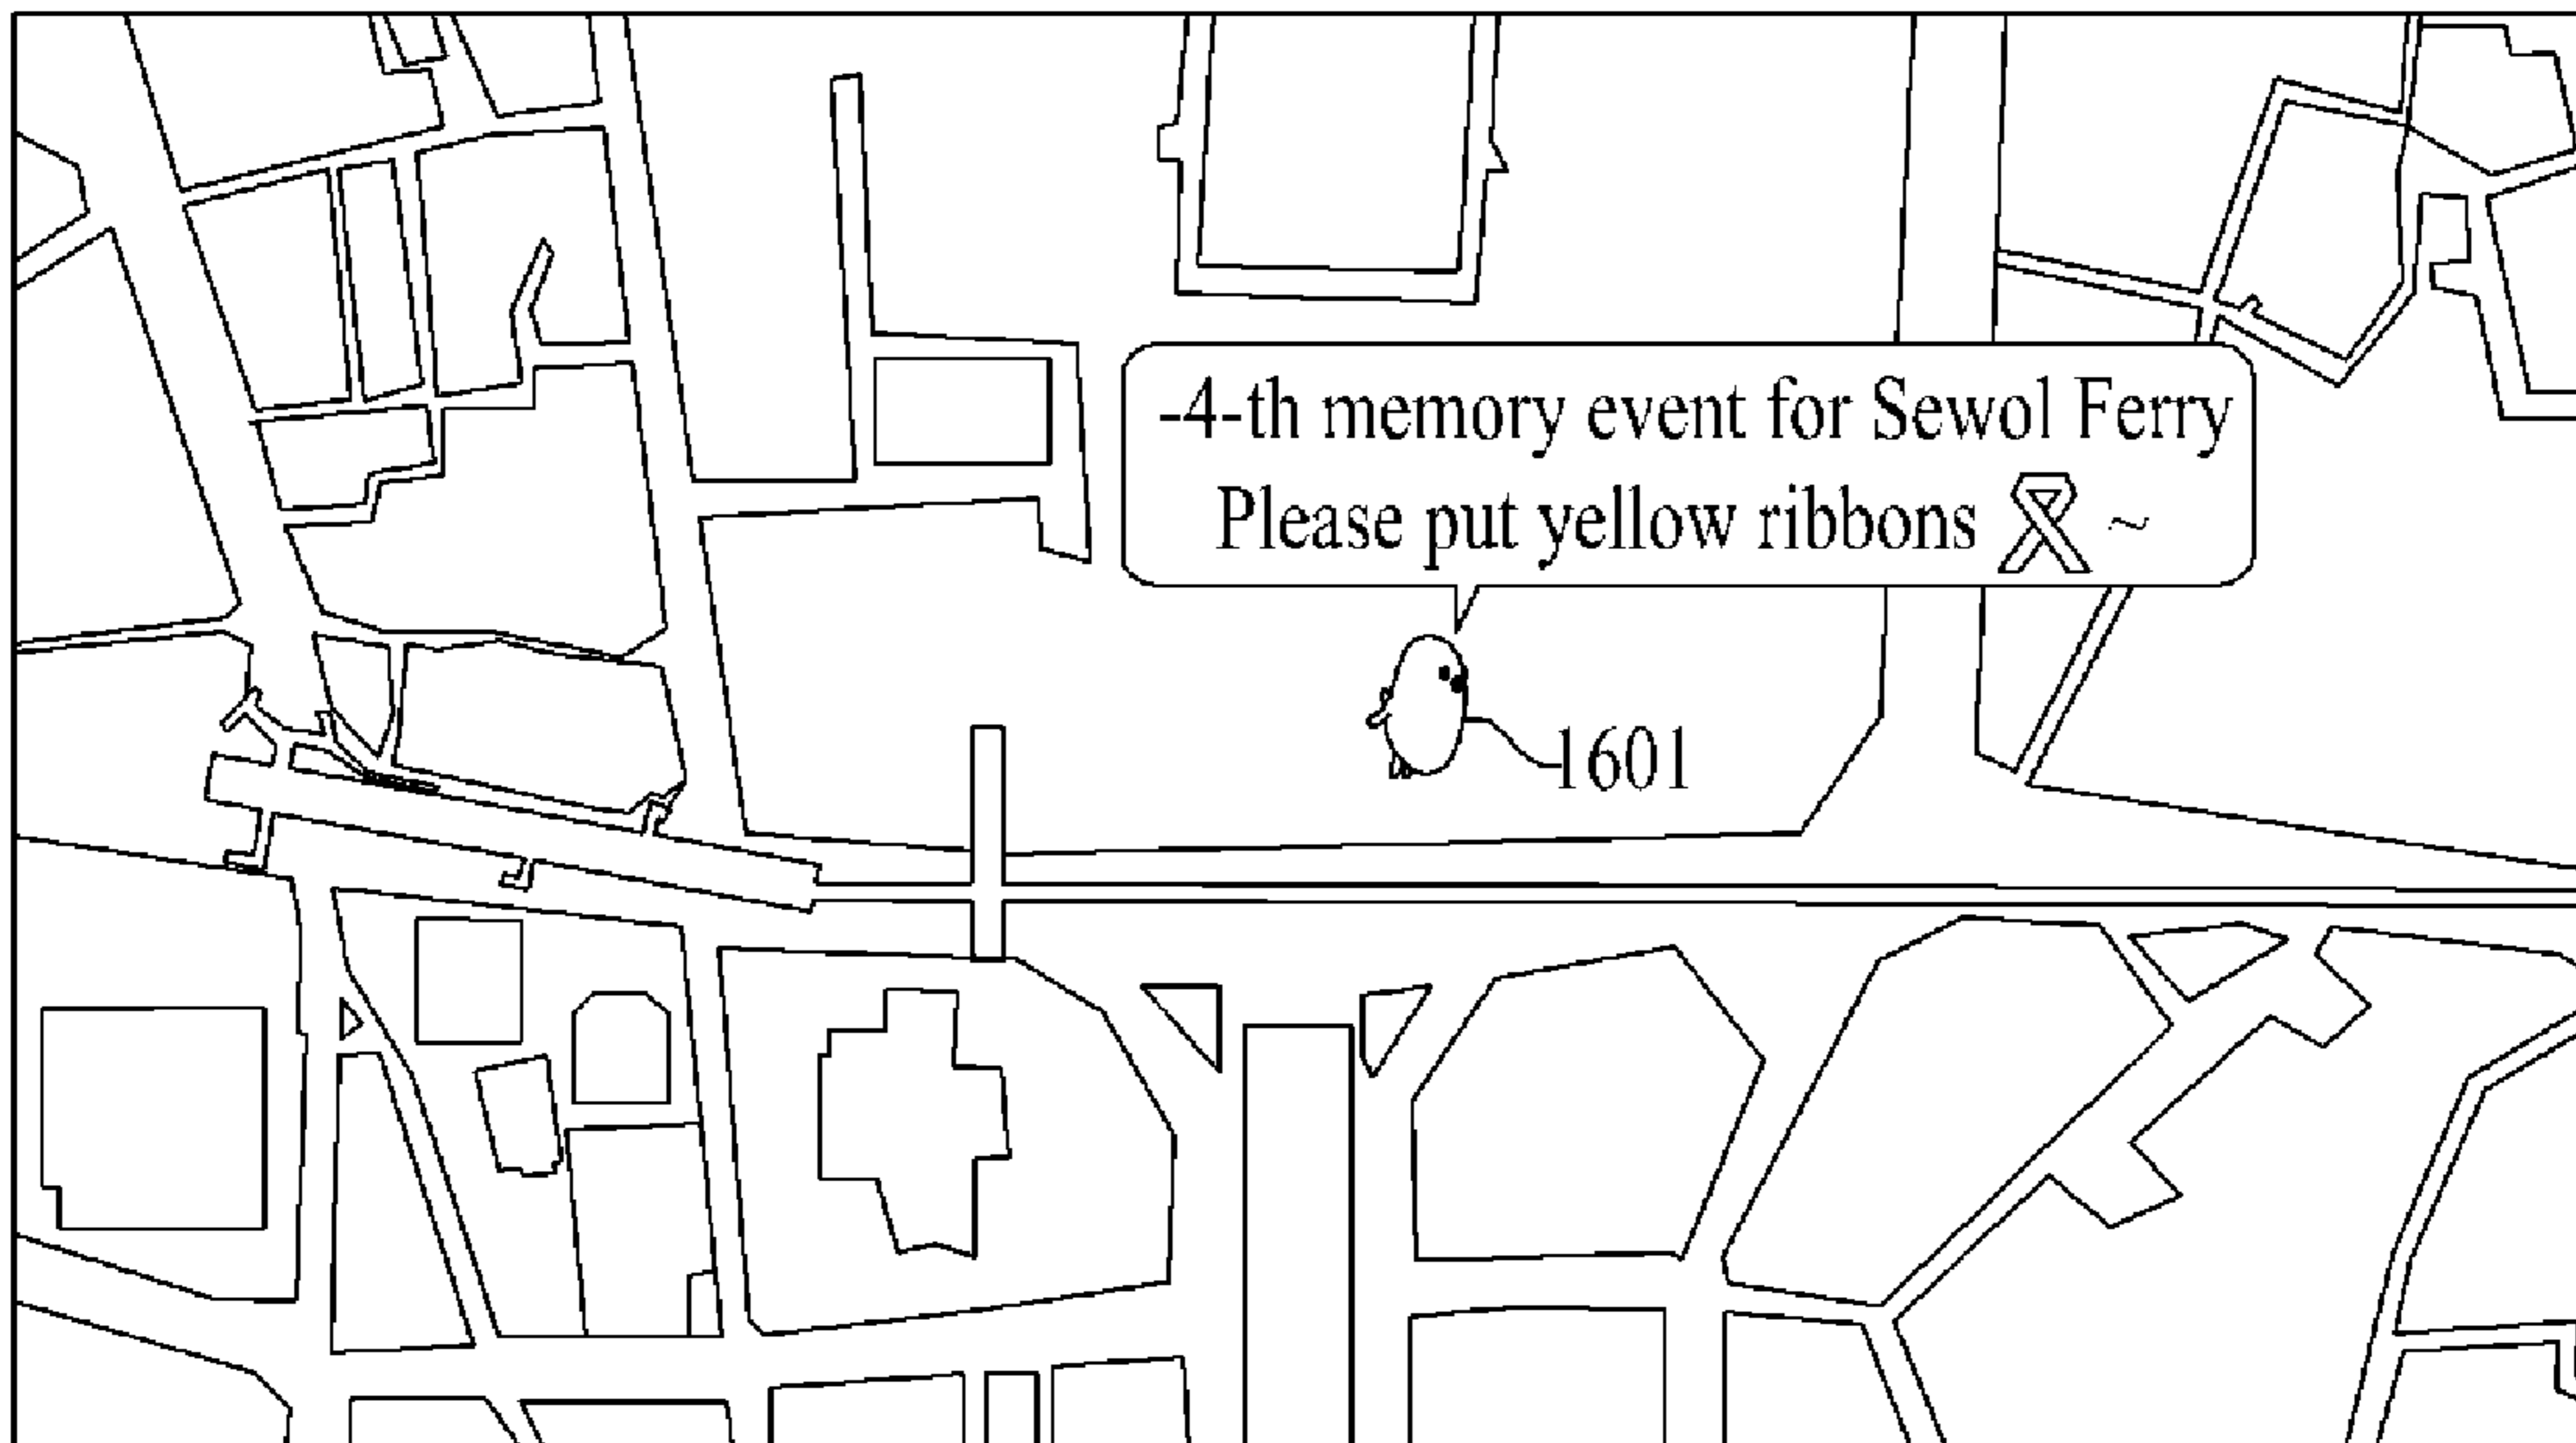 -4-th memory event for Sewol Ferry
Please put yellow ribbons ~
1601